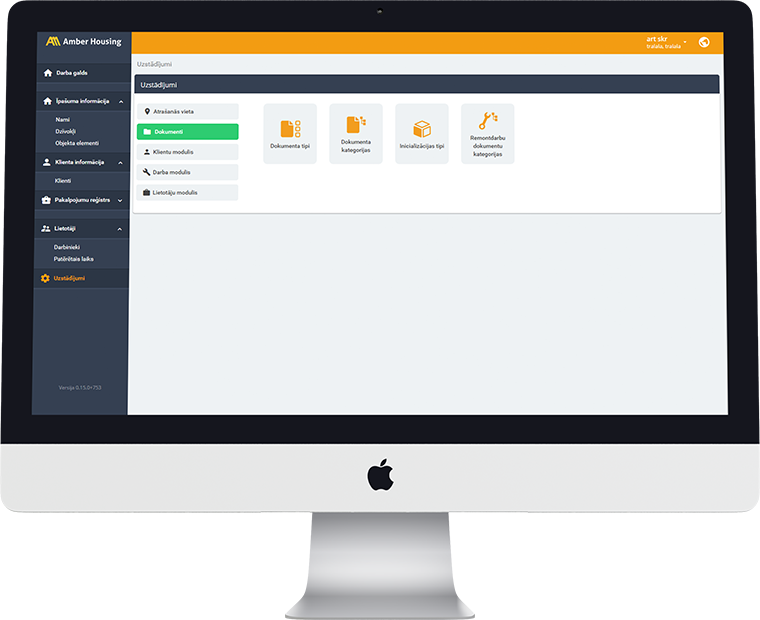 Amber Housing
art skr
trašala, trašala
Darba galds
Īpašuma informācija
Nami
Dzīvokļi
Objekta elementi
Klienta informācija
Klienti
Pakalpojumu reģistrs
Lietotāji
Darbinieki
Patērētais laiks
Uzstādījumi
Versija 0.15.0+753
Uzstādījumi
Uzstādījumi
Atrašanās vieta
Dokumenti
Klientu modulis
Darba modulis
Lietotāju modulis
Dokumenta tipi
Dokumenta
kategorijas
Inicializācijas tipi
Remontdarbu
dokumentu
kategorijas